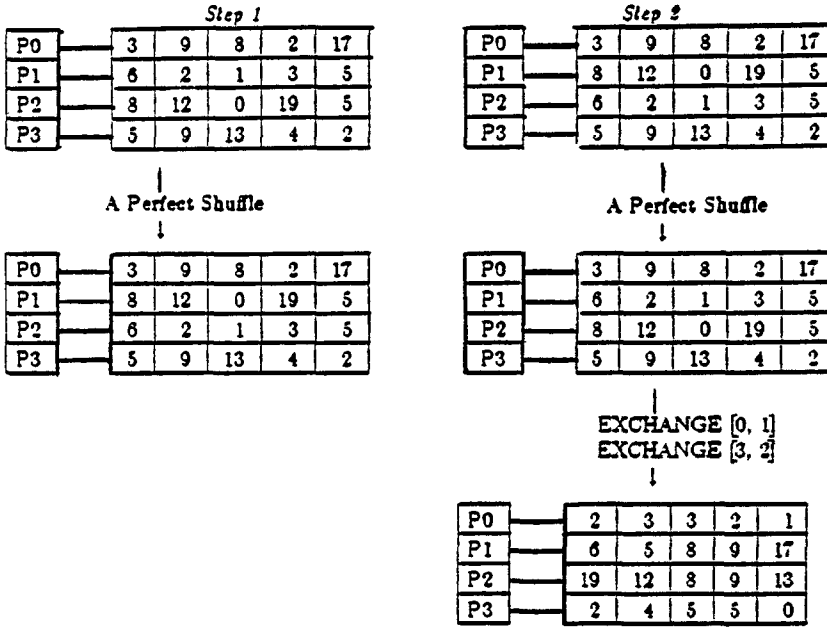 Step 1
P0 3 9 8 2 17
P1 6 2 1 3 5
P2 8 12 0 19 5
P3 5 9 13 4 2
A Perfect Shuffle
P0 3 9 8 2 17
P1 8 12 0 19 5
P2 6 2 1 3 5
P3 5 9 13 4 2
Step 2
P0 3 9 8 2 17
P1 8 12 0 19 5
P2 6 2 1 3 5
P3 5 9 13 4 2
A Perfect Shuffle
P0 3 9 8 2 17
P1 6 2 1 3 5
P2 8 12 0 19 5
P3 5 9 13 4 2
EXCHANGE [0, 1]
EXCHANGE [3, 2]
P0 2 3 3 2 1
P1 6 5 8 9 17
P2 19 12 8 9 13
P3 2 4 5 5 0